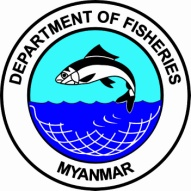 DEPARTMENT OF FISHERIES
MYANMAR